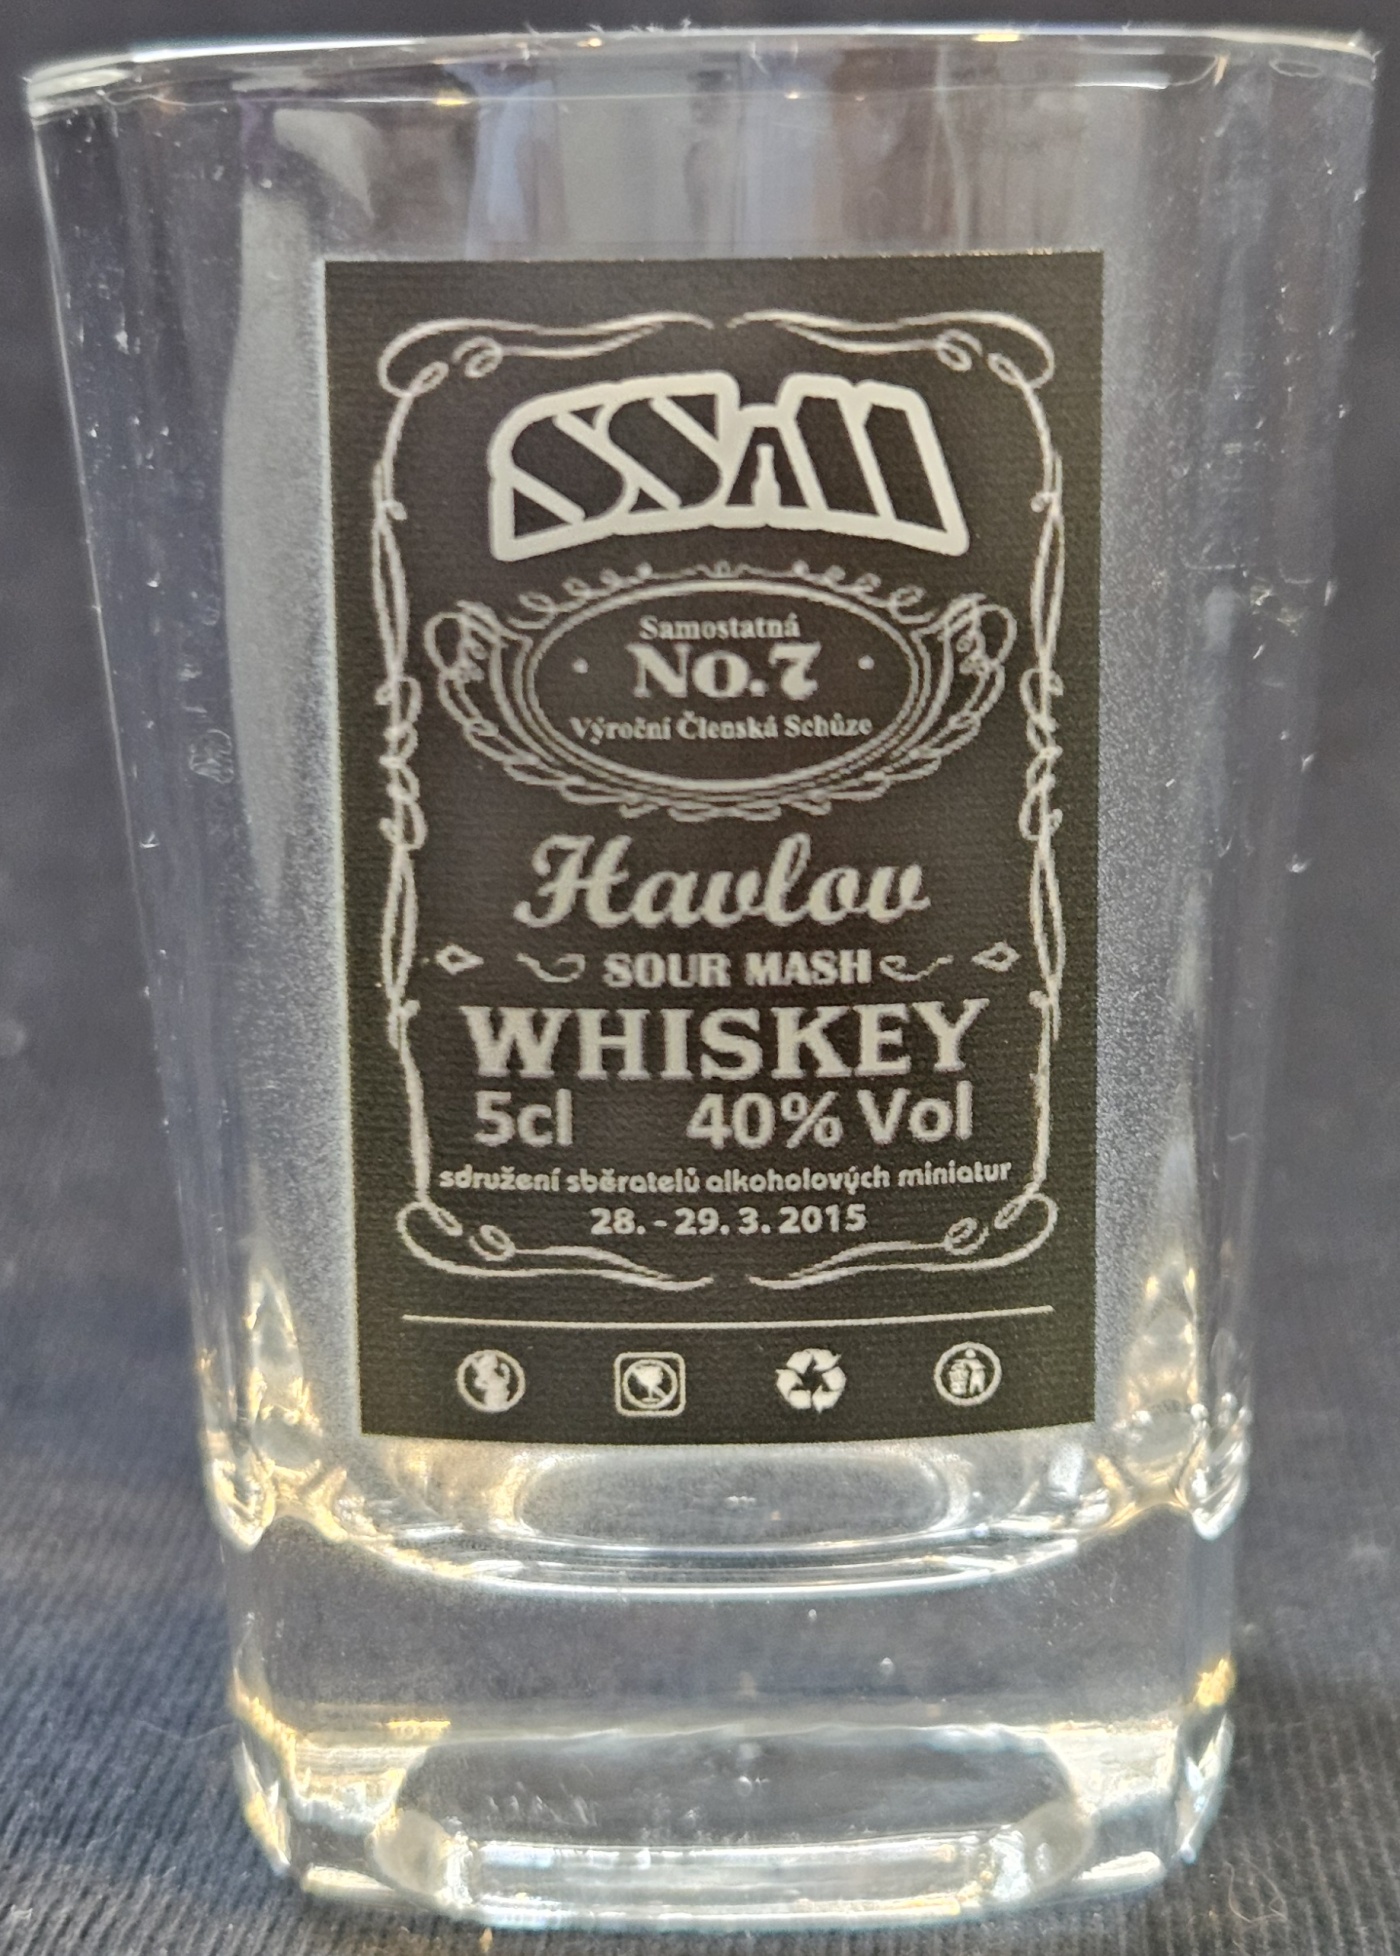 SSAM
Samostatná
No.7
Výroční Členská Schůze
Havlov
SOUR MASH
WHISKEY
5cl 40% Vol
sdružení sběratelů alkoholových miniatur
28. - 29. 3. 2015